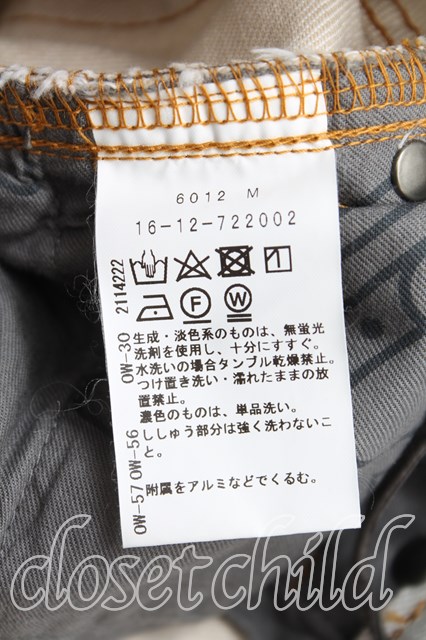 6012 M
16-12-722002
2114222
F
W
OW-30
生成・淡色系のものは、無蛍光
洗剤を使用し、十分にすすぐ。
水洗いの場合タンブル乾燥禁止。
つけ置き洗い・濡れたままの放
置禁止。
濃色のものは、単品洗い。
OW-57 OW-56
ししゅう部分は強く洗わないこ
と。
附属をアルミなどでくるむ。
closetchild